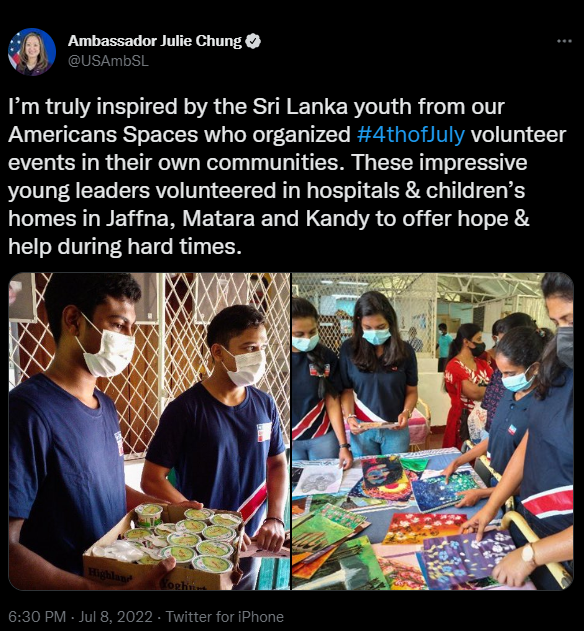 Ambassador Julie Chung
@USAmbSL
I'm truly inspired by the Sri Lanka youth from our
Americans Spaces who organized #4thofJuly volunteer
events in their own communities. These impressive
young leaders volunteered in hospitals & children's
homes in Jaffna, Matara and Kandy to offer hope &
help during hard times.
Highland
Yoghurt
6:30 PM · Jul 8, 2022 · Twitter for iPhone